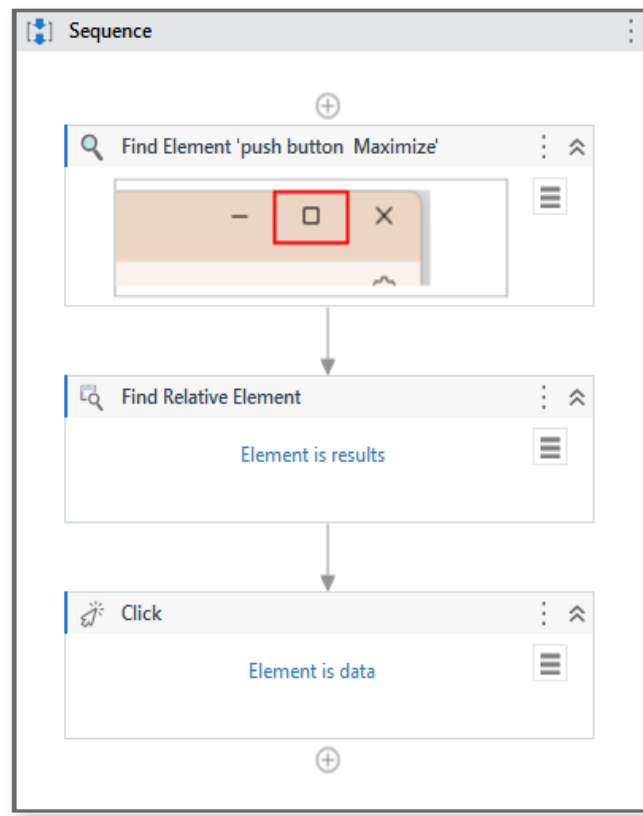 Sequence
Find Element 'push button  Maximize'
Find Relative Element
Element is results
Click
Element is data